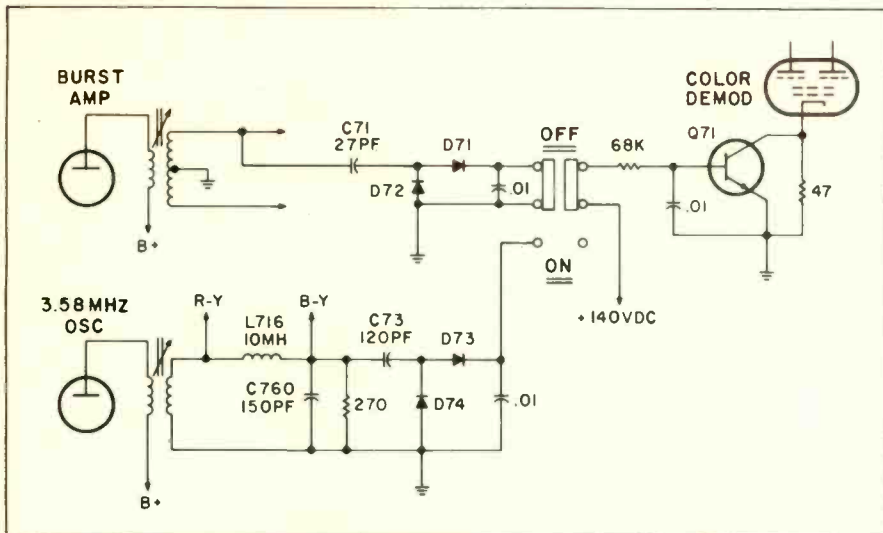 BURST
AMP
B+
C71
27PF
D71
D72
.01
OFF
68K
Q71
COLOR
DEMOD
.01
47
ON
+140VDC
3.58MHz
OSC
B+
R-Y
L716
10MH
B-Y
C73
120PF
D73
C760
150PF
270
D74
.01